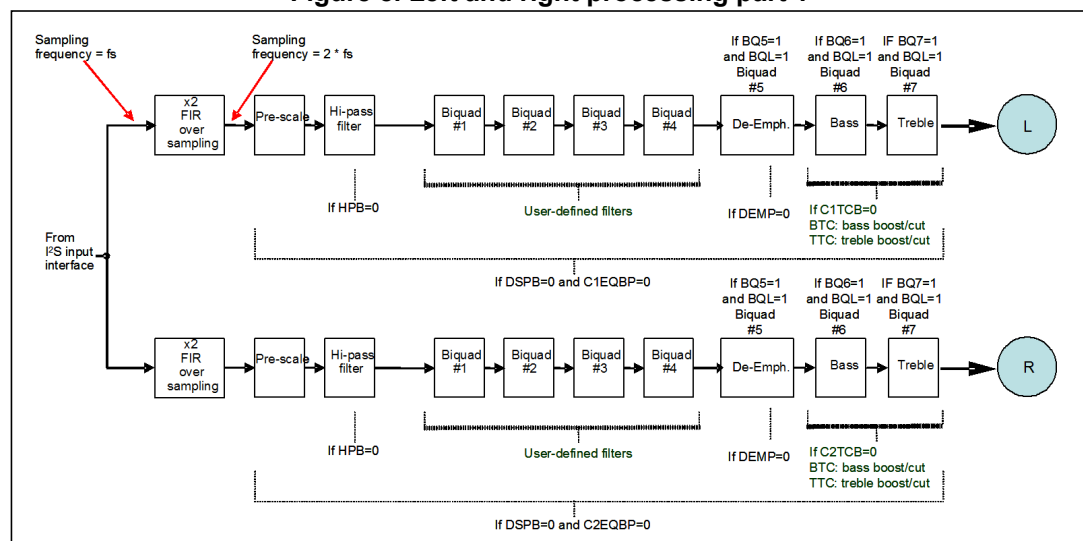 Figure 6. Left and right processing part 1
Sampling
frequency = fs
Sampling
frequency = 2 * fs
If BQ5=1
and BQL=1
Biquad
#5
If BQ6=1
and BQL=1
Biquad
#6
IF BQ7=1
and BQL=1
Biquad
#7
x2
FIR
over
sampling
Pre-scale
Hi-pass
filter
Biquad
#1
Biquad
#2
Biquad
#3
Biquad
#4
De-Emph.
Bass
Treble
L
If HPB=0
User-defined filters
If DEMP=0
If C1TCB=0
BTC: bass boost/cut
TTC: treble boost/cut
From
I²S input
interface
If DSPB=0 and C1EQBP=0
If BQ5=1
and BQL=1
Biquad
#5
If BQ6=1
and BQL=1
Biquad
#6
IF BQ7=1
and BQL=1
Biquad
#7
x2
FIR
over
sampling
Pre-scale
Hi-pass
filter
Biquad
#1
Biquad
#2
Biquad
#3
Biquad
#4
De-Emph.
Bass
Treble
R
If HPB=0
User-defined filters
If DEMP=0
If C2TCB=0
BTC: bass boost/cut
TTC: treble boost/cut
If DSPB=0 and C2EQBP=0